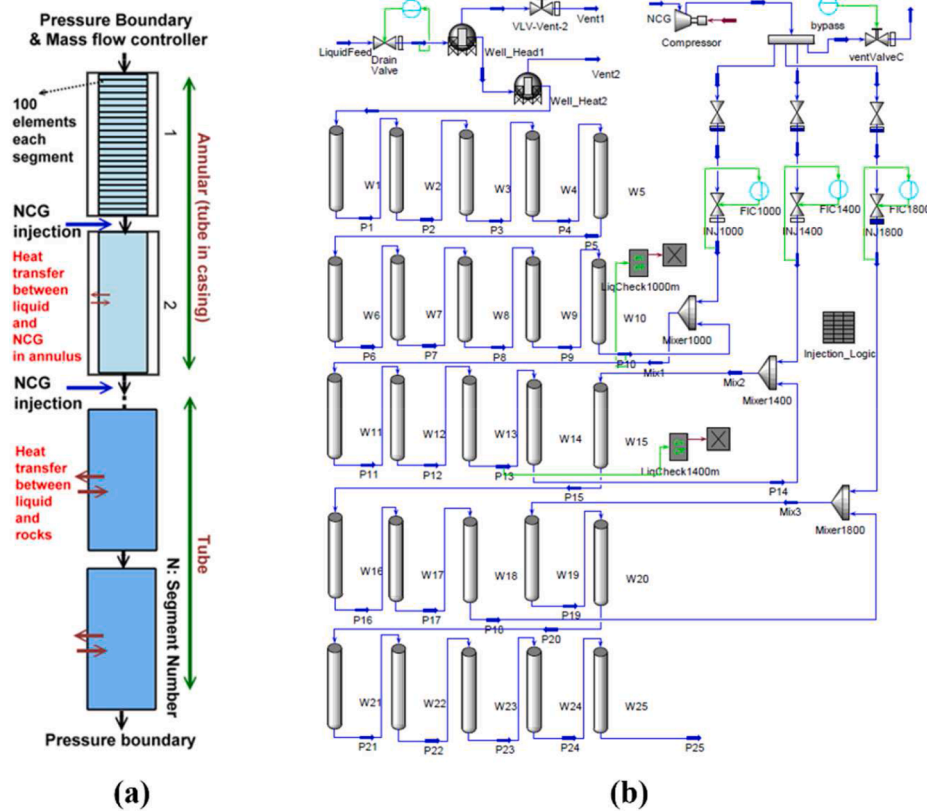 Pressure Boundary
& Mass flow controller
100
elements
each
segment
1
Annular (tube in casing)
NCG
injection
Heat
transfer
between
liquid
and
NCG
in annulus
2
NCG
injection
Heat
transfer
between
liquid
and
rocks
Tube
N: Segment Number
Pressure boundary
(a)
LiquidFeed
Drain
Valve
Well_Head1
VLV-Vent-2
Vent1
Vent2
Well_Heat2
NCG
Compressor
bypass
ventValveC
W1
W2
W3
W4
W5
P1
P2
P3
P4
P5
FIC1000
FIC1400
FIC1800
INJ1000
INJ1400
INJ1800
LiqCheck1000m
W6
W7
W8
W9
W10
P6
P7
P8
P9
P10
Mixer1000
Injection_Logic
Mix1
Mix2
Mixer1400
W11
W12
W13
W14
W15
LiqCheck1400m
P11
P12
P13
P14
P15
Mix3
Mixer1800
W16
W17
W18
W19
W20
P16
P17
P18
P19
P20
W21
W22
W23
W24
W25
P21
P22
P23
P24
P25
(b)